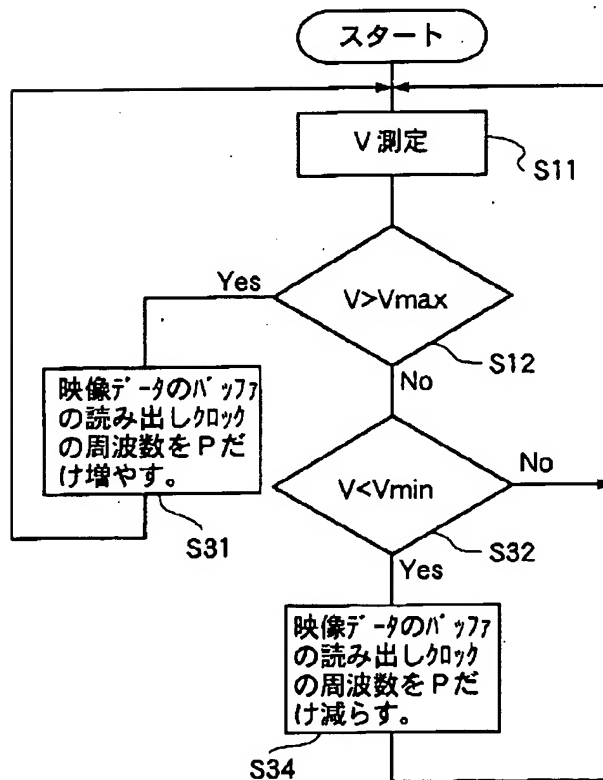 スタート
V 測定
S11
Yes
V>Vmax
S12
No
映像データのバッファ
の読み出しクロック
の周波数をPだ
け増やす。
S31
V<Vmin
No
S32
Yes
映像データのバッファ
の読み出しクロック
の周波数をPだ
け減らす。
S34